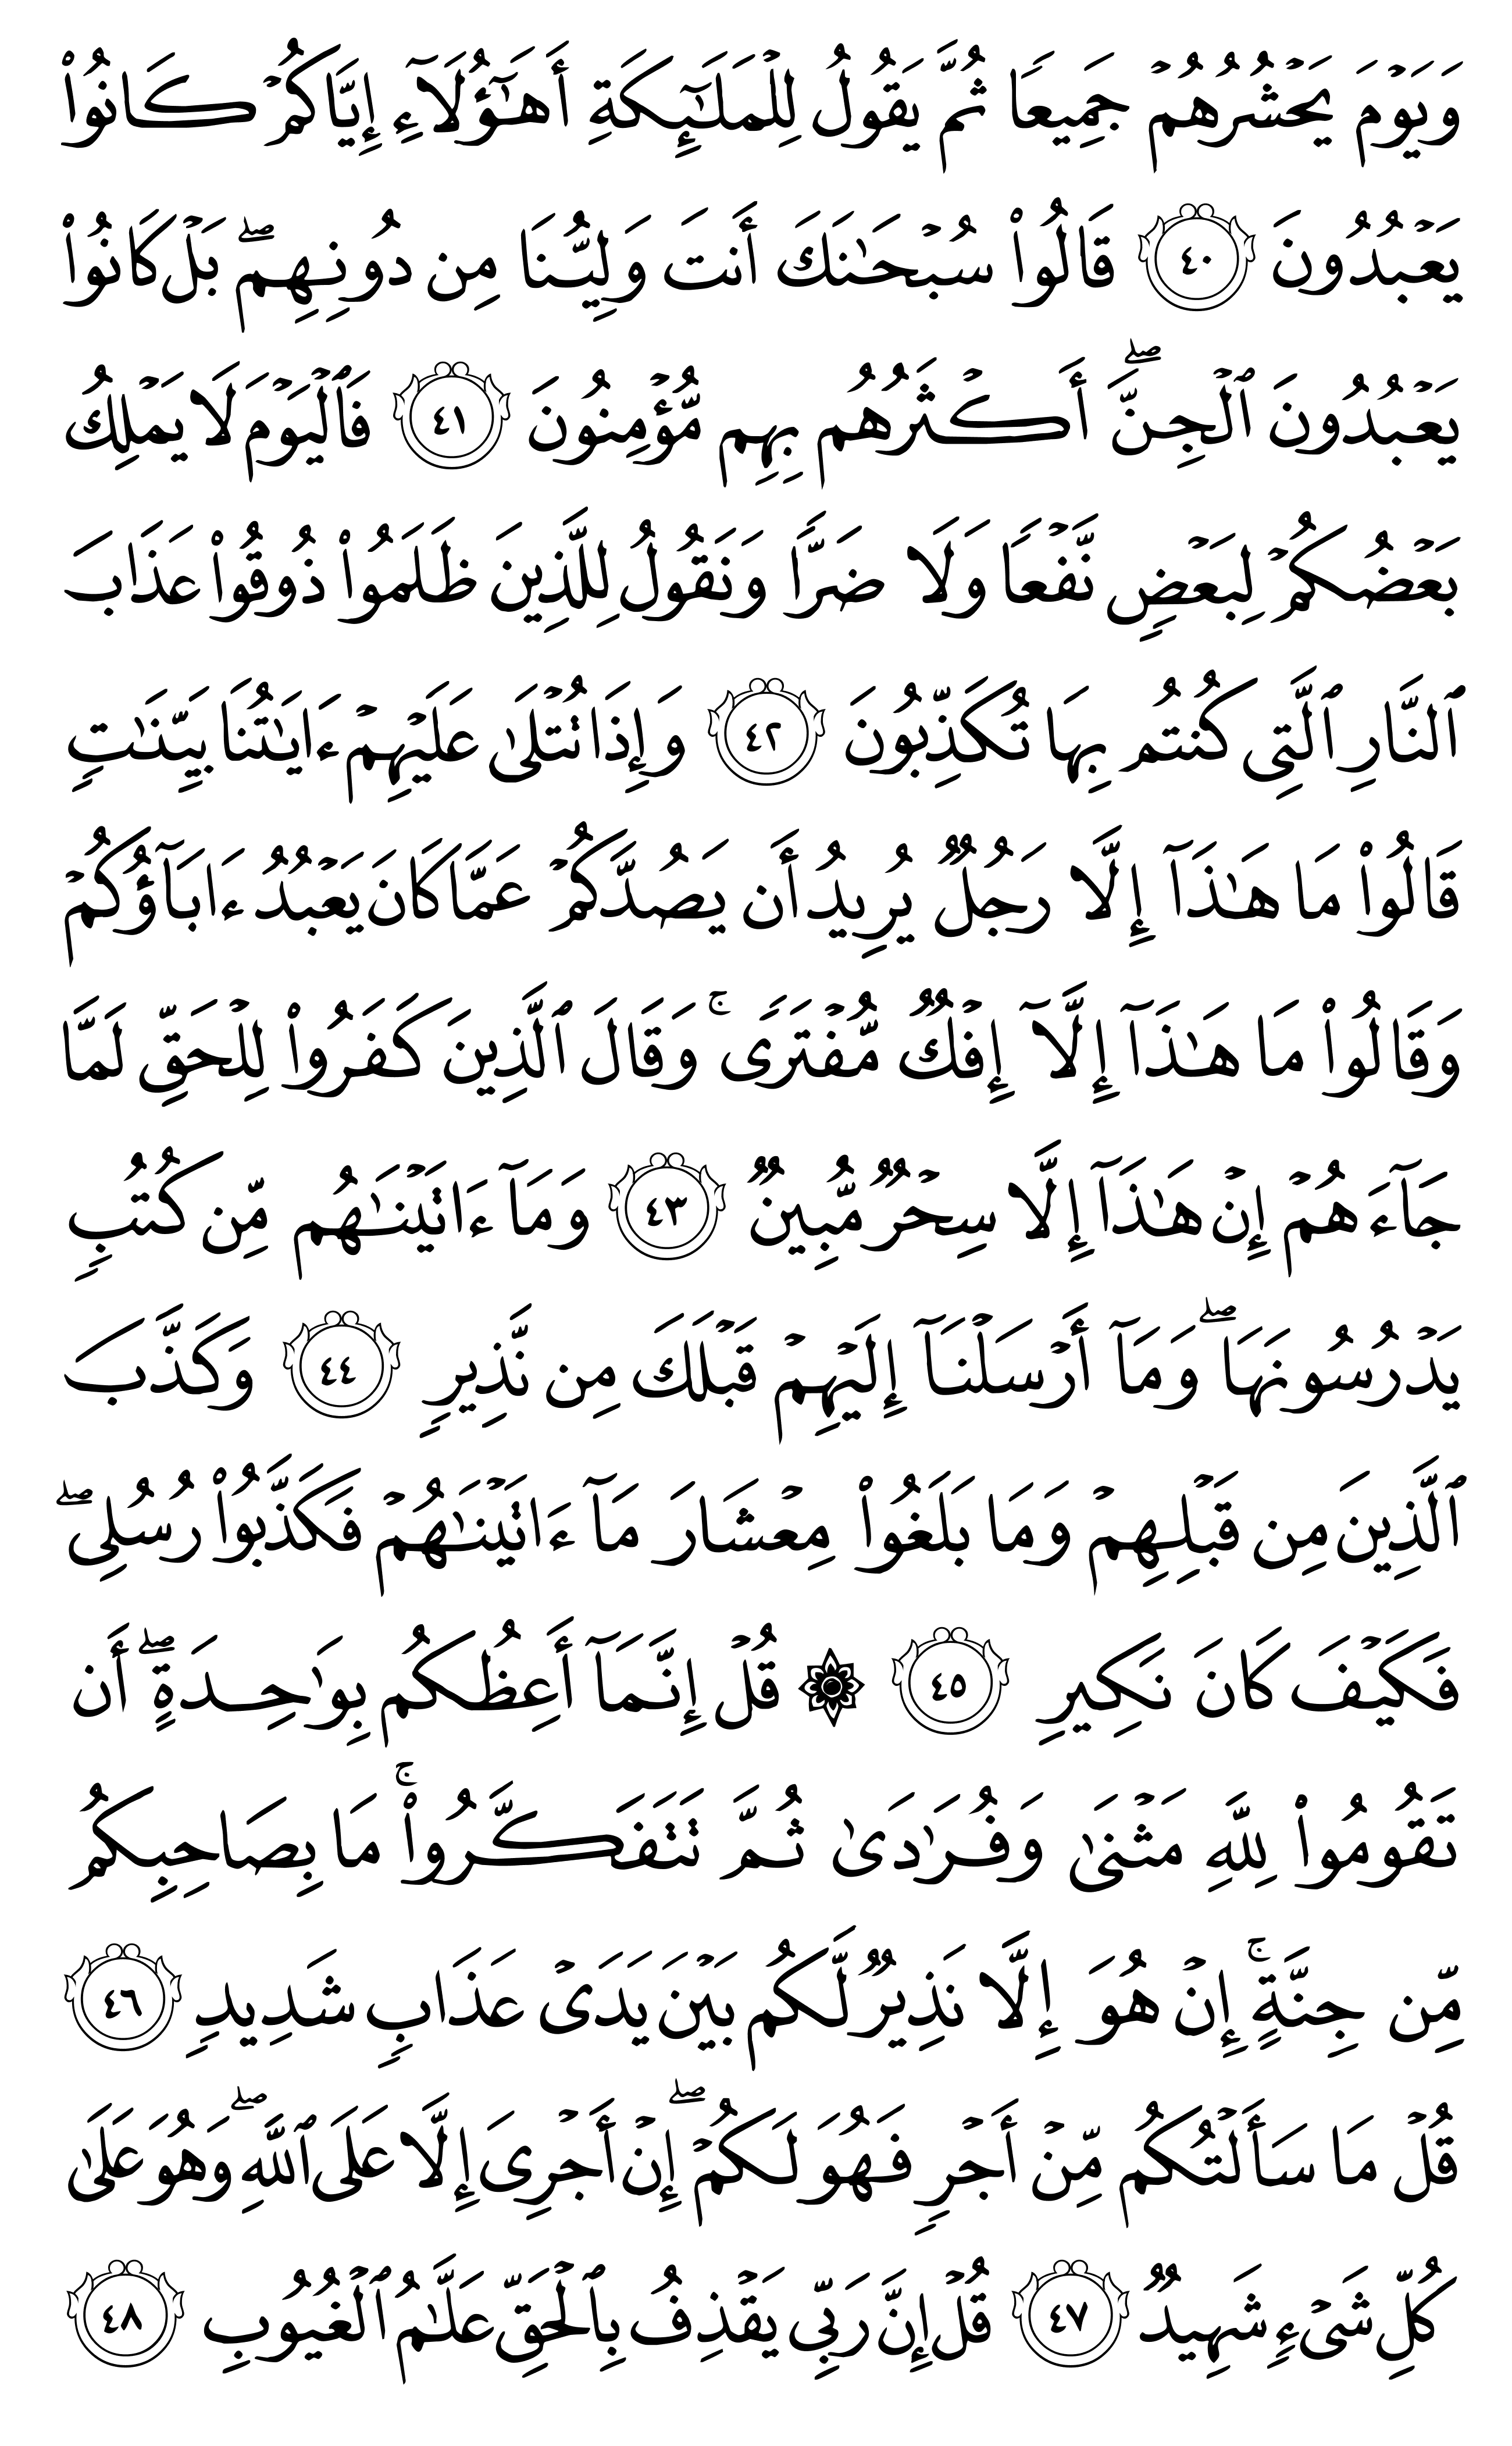 وَيَوۡمَ يَحۡشُرُهُمۡ جَمِيعٗا ثُمَّ يَقُولُ لِلۡمَلَٰٓئِكَةِ أَهَٰٓؤُلَآءِ إِيَّاكُمۡ كَانُواْ
يَعۡبُدُونَ ٤٠ قَالُواْ سُبۡحَٰنَكَ أَنتَ وَلِيُّنَا مِن دُونِهِمۖ بَلۡ كَانُواْ
يَعۡبُدُونَ ٱلۡجِنَّۖ أَكۡثَرُهُم بِهِم مُّؤۡمِنُونَ ٤١ فَٱلۡيَوۡمَ لَا يَمۡلِكُ
بَعۡضُكُمۡ لِبَعۡضٖ نَّفۡعٗا وَلَا ضَرّٗا وَنَقُولُ لِلَّذِينَ ظَلَمُواْ ذُوقُواْ عَذَابَ
ٱلنَّارِ ٱلَّتِي كُنتُم بِهَا تُكَذِّبُونَ ٤٢ وَإِذَا تُتۡلَىٰ عَلَيۡهِمۡ ءَايَٰتُنَا بَيِّنَٰتٖ
قَالُواْ مَا هَٰذَآ إِلَّا رَجُلٞ يُرِيدُ أَن يَصُدَّكُمۡ عَمَّا كَانَ يَعۡبُدُ ءَابَآؤُكُمۡ
وَقَالُواْ مَا هَٰذَآ إِلَّآ إِفۡكٞ مُّفۡتَرٗىۚ وَقَالَ ٱلَّذِينَ كَفَرُواْ لِلۡحَقِّ لَمَّا
جَآءَهُمۡ إِنۡ هَٰذَآ إِلَّا سِحۡرٞ مُّبِينٞ ٤٣ وَمَآ ءَاتَيۡنَٰهُم مِّن كُتُبٖ
يَدۡرُسُونَهَاۖ وَمَآ أَرۡسَلۡنَآ إِلَيۡهِمۡ قَبۡلَكَ مِن نَّذِيرٖ ٤٤ وَكَذَّبَ
ٱلَّذِينَ مِن قَبۡلِهِمۡ وَمَا بَلَغُواْ مِعۡشَارَ مَآ ءَاتَيۡنَٰهُمۡ فَكَذَّبُواْ رُسُلِيۖ
فَكَيۡفَ كَانَ نَكِيرِ ٤٥ ۞ قُلۡ إِنَّمَآ أَعِظُكُم بِوَٰحِدَةٍۖ أَن
تَقُومُواْ لِلَّهِ مَثۡنَىٰ وَفُرَٰدَىٰ ثُمَّ تَتَفَكَّرُواْۚ مَا بِصَاحِبِكُم
مِّن جِنَّةٍۚ إِنۡ هُوَ إِلَّا نَذِيرٞ لَّكُم بَيۡنَ يَدَيۡ عَذَابٖ شَدِيدٖ ٤٦
قُلۡ مَا سَأَلۡتُكُم مِّنۡ أَجۡرٖ فَهُوَ لَكُمۡۖ إِنۡ أَجۡرِيَ إِلَّا عَلَى ٱللَّهِۖ وَهُوَ عَلَىٰ
كُلِّ شَيۡءٖ شَهِيدٞ ٤٧ قُلۡ إِنَّ رَبِّي يَقۡذِفُ بِٱلۡحَقِّ عَلَّٰمُ ٱلۡغُيُوبِ ٤٨